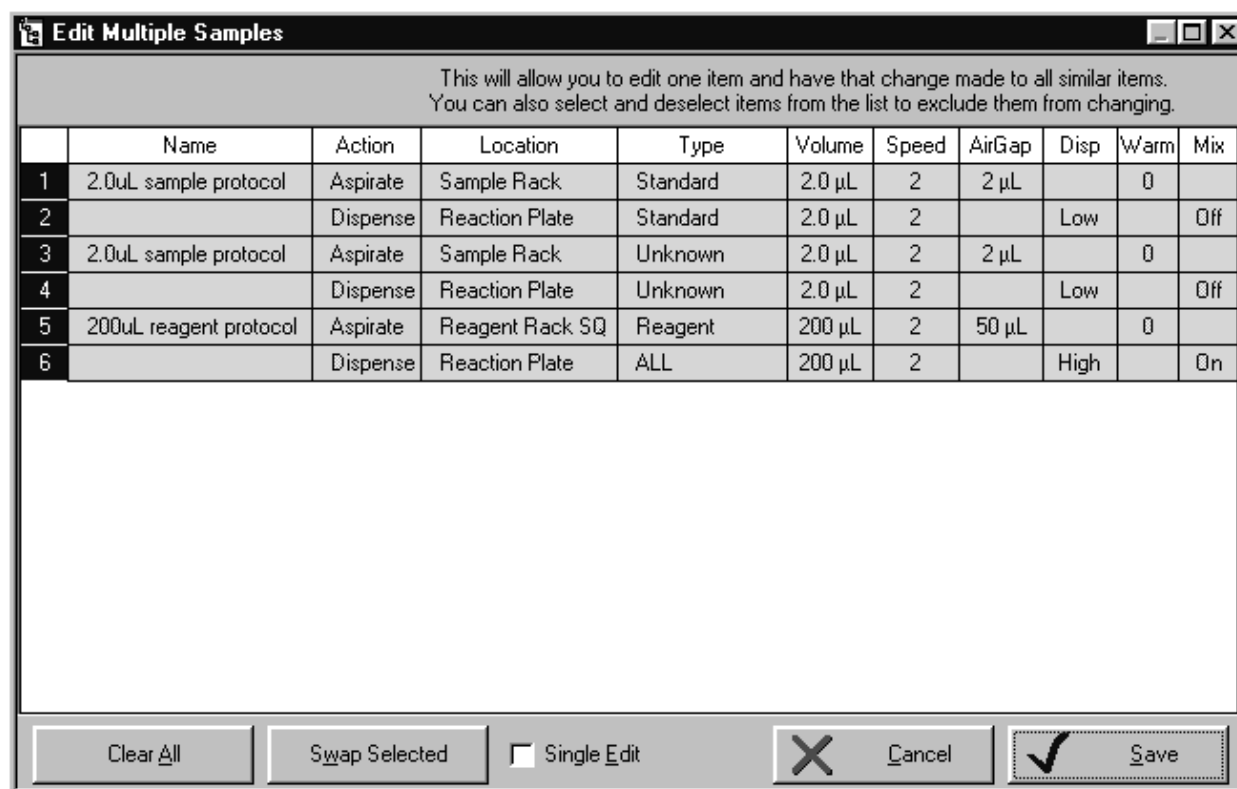 Edit Multiple Samples
This will allow you to edit one item and have that change made to all similar items.
You can also select and deselect items from the list to exclude them from changing.
Name Action Location Type Volume Speed AirGap Disp Warm Mix
1 2.0uL sample protocol Aspirate Sample Rack Standard 2.0 µL 2 2 µL 0
2 Dispense Reaction Plate Standard 2.0 µL 2 Low Off
3 2.0uL sample protocol Aspirate Sample Rack Unknown 2.0 µL 2 2 µL 0
4 Dispense Reaction Plate Unknown 2.0 µL 2 Low Off
5 200uL reagent protocol Aspirate Reagent Rack SQ Reagent 200 µL 2 50 µL 0
6 Dispense Reaction Plate ALL 200 µL 2 High On
Clear All Swap Selected Single Edit Cancel Save